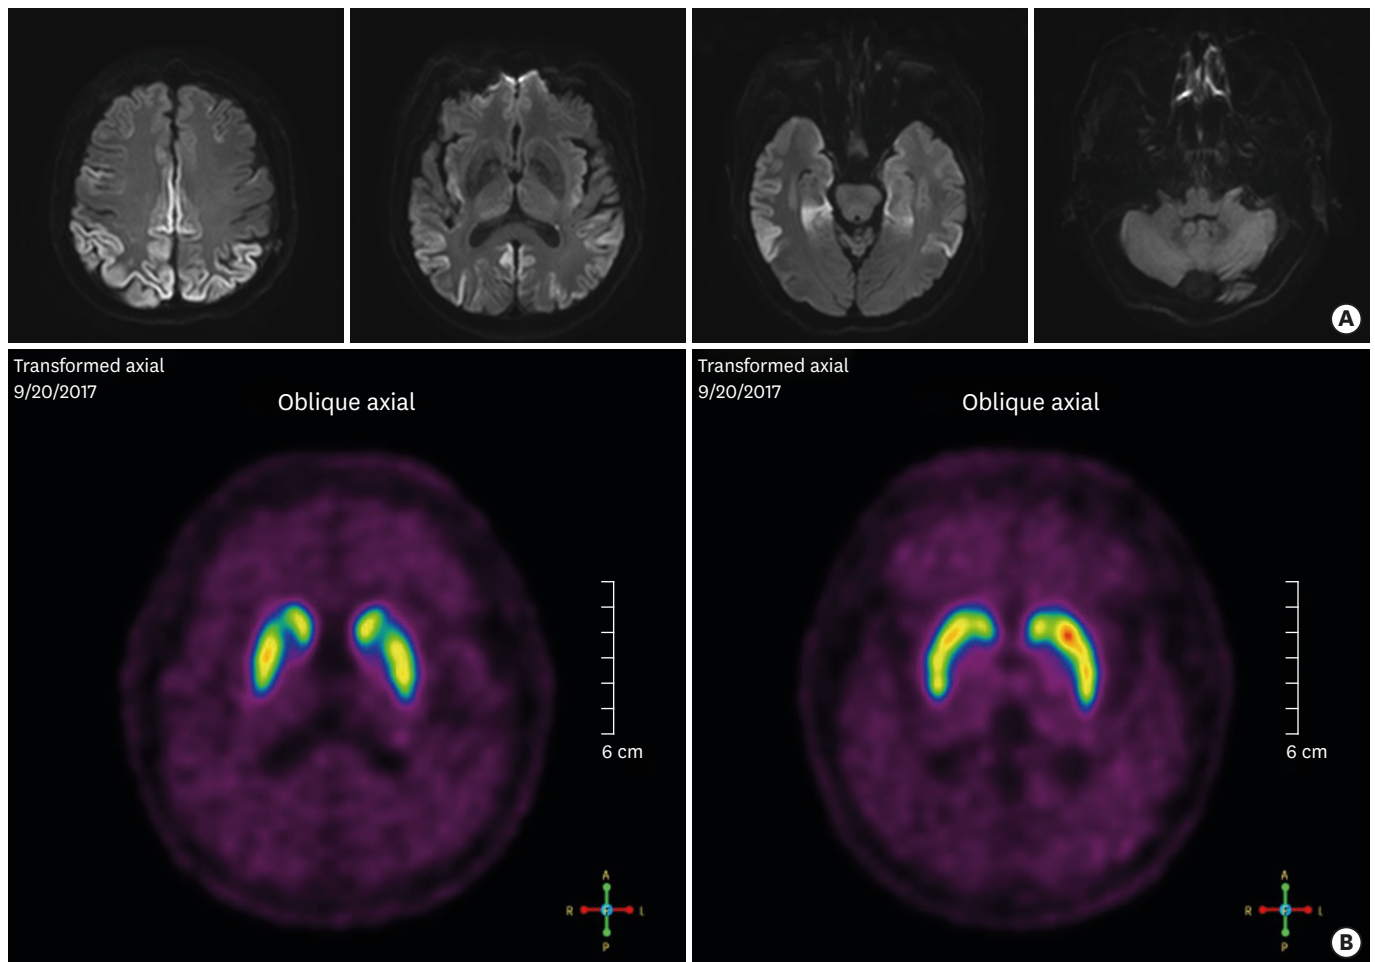 A
Transformed axial
9/20/2017
Oblique axial
6 cm
A
R L
P
Transformed axial
9/20/2017
Oblique axial
6 cm
A
R L
P
B